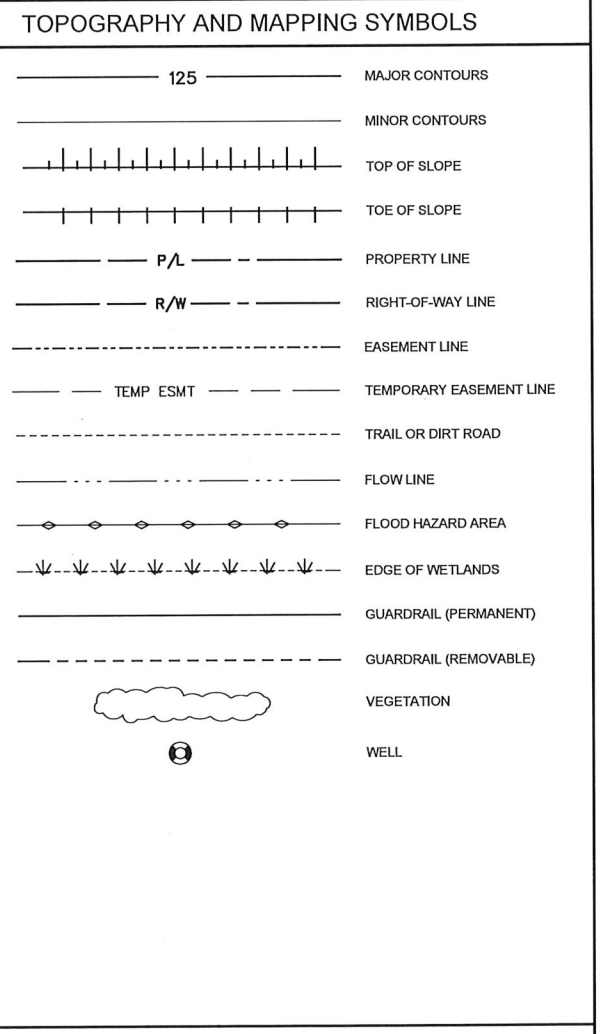 TOPOGRAPHY AND MAPPING SYMBOLS
125 MAJOR CONTOURS
MINOR CONTOURS
TOP OF SLOPE
TOE OF SLOPE
P/L PROPERTY LINE
R/W RIGHT-OF-WAY LINE
EASEMENT LINE
TEMP ESMT TEMPORARY EASEMENT LINE
TRAIL OR DIRT ROAD
FLOW LINE
FLOOD HAZARD AREA
EDGE OF WETLANDS
GUARDRAIL (PERMANENT)
GUARDRAIL (REMOVABLE)
VEGETATION
WELL